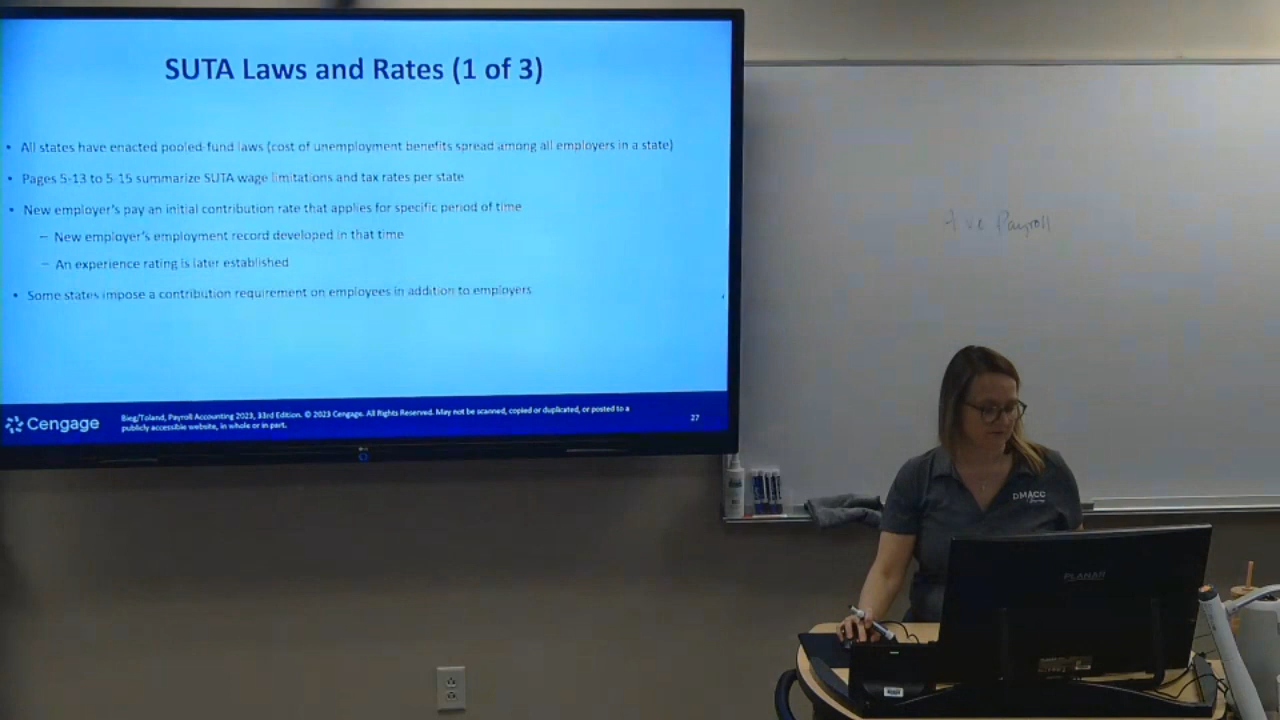 SUTA Laws and Rates (1 of 3)
• All states have enacted pooled-fund laws (cost of unemployment benefits spread among all employers in a state)
• Pages 5-13 to 5-15 summarize SUTA wage limitations and tax rates per state
• New employer's pay an initial contribution rate that applies for specific period of time
– New employer's employment record developed in that time
– An experience rating is later established
• Some states impose a contribution requirement on employees in addition to employers
Cengage
Bieg/Toland, Payroll Accounting 2023, 33rd Edition. © 2023 Cengage. All Rights Reserved. May not be scanned, copied or duplicated, or posted to a
publicly accessible website, in whole or in part.
27
Payroll
DMACC
PLANAR